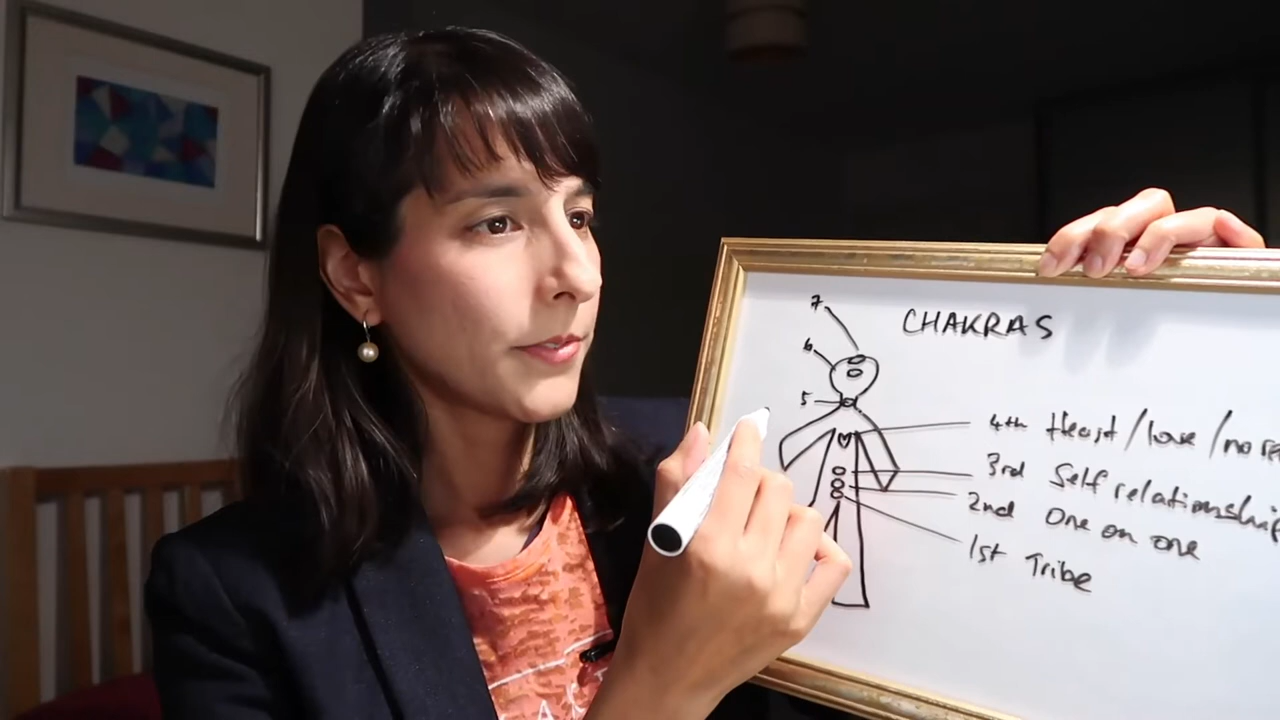 CHAKRAS
7
6
5
4th Heart/love/no
3rd Self relationship
2nd One on one
1st Tribe